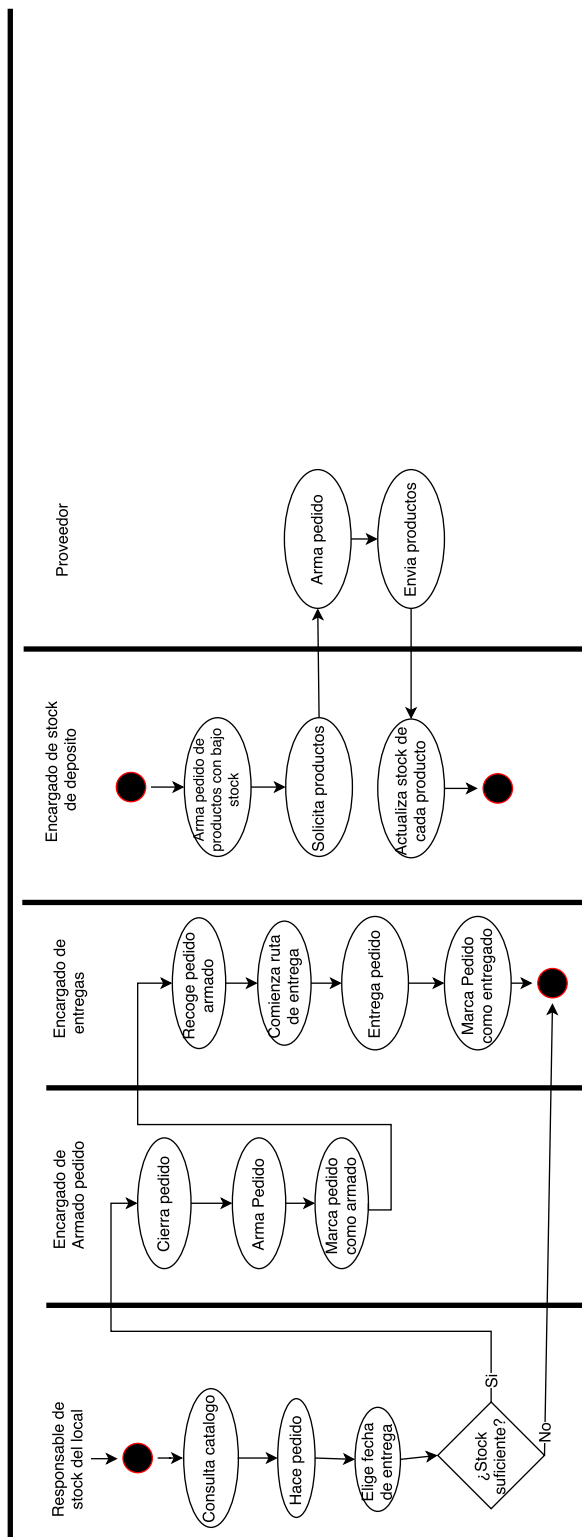 Responsable de
stock del local
Consulta catalogo
Hace pedido
Elige fecha
de entrega
¿Stock
suficiente?
Si
No
Encargado de
Armado pedido
Cierra pedido
Arma Pedido
Marca pedido
como armado
Encargado de
entregas
Recoge pedido
armado
Comienza ruta
de entrega
Entrega pedido
Marca Pedido
como entregado
Encargado de stock
de deposito
Arma pedido de
productos con bajo
stock
Solicita productos
Actualiza stock de
cada producto
Proveedor
Arma pedido
Envia productos